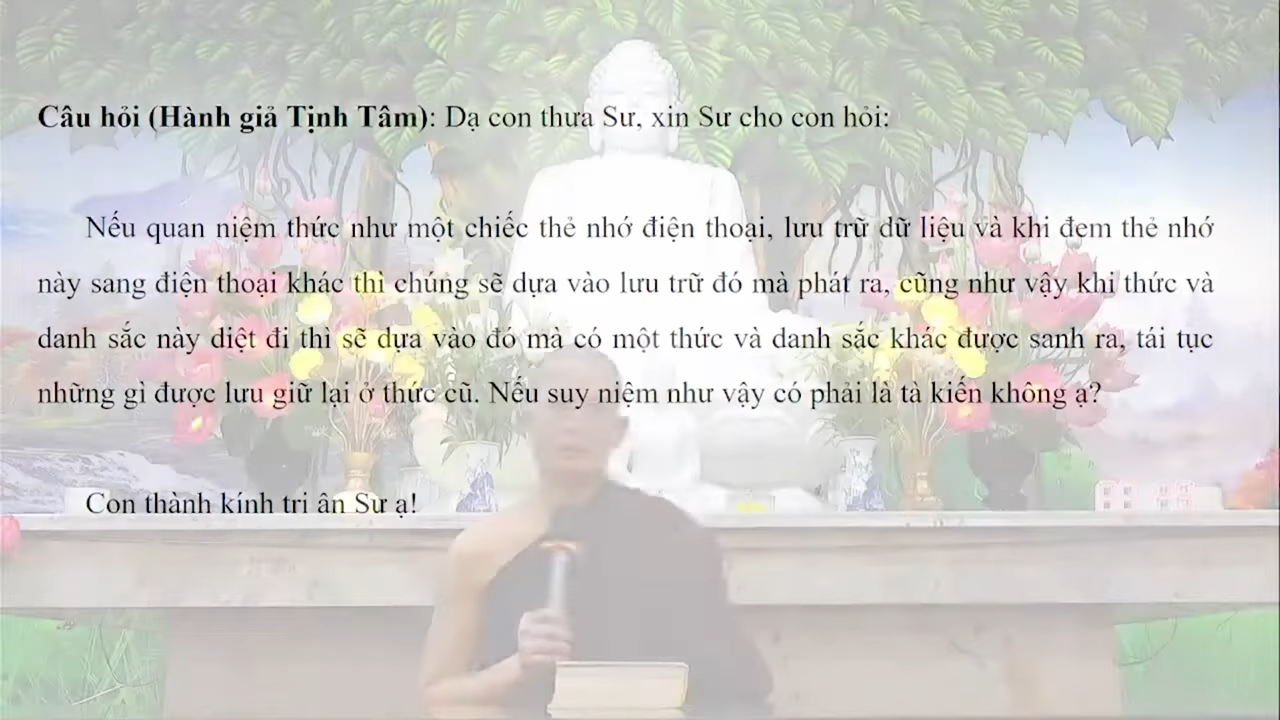 Câu hỏi (Hành giả Tịnh Tâm): Dạ con thưa Sư, xin Sư cho con hỏi:
Nếu quan niệm thức như một chiếc thẻ nhớ điện thoại, lưu trữ dữ liệu và khi đem thẻ nhớ
này sang điện thoại khác thì chúng sẽ dựa vào lưu trữ đó mà phát ra, cũng như vậy khi thức và
danh sắc này diệt đi thì sẽ dựa vào đó mà có một thức và danh sắc khác được sanh ra, tái tục
những gì được lưu giữ lại ở thức cũ. Nếu suy niệm như vậy có phải là tà kiến không ạ?
Con thành kính tri ân Sư ạ!